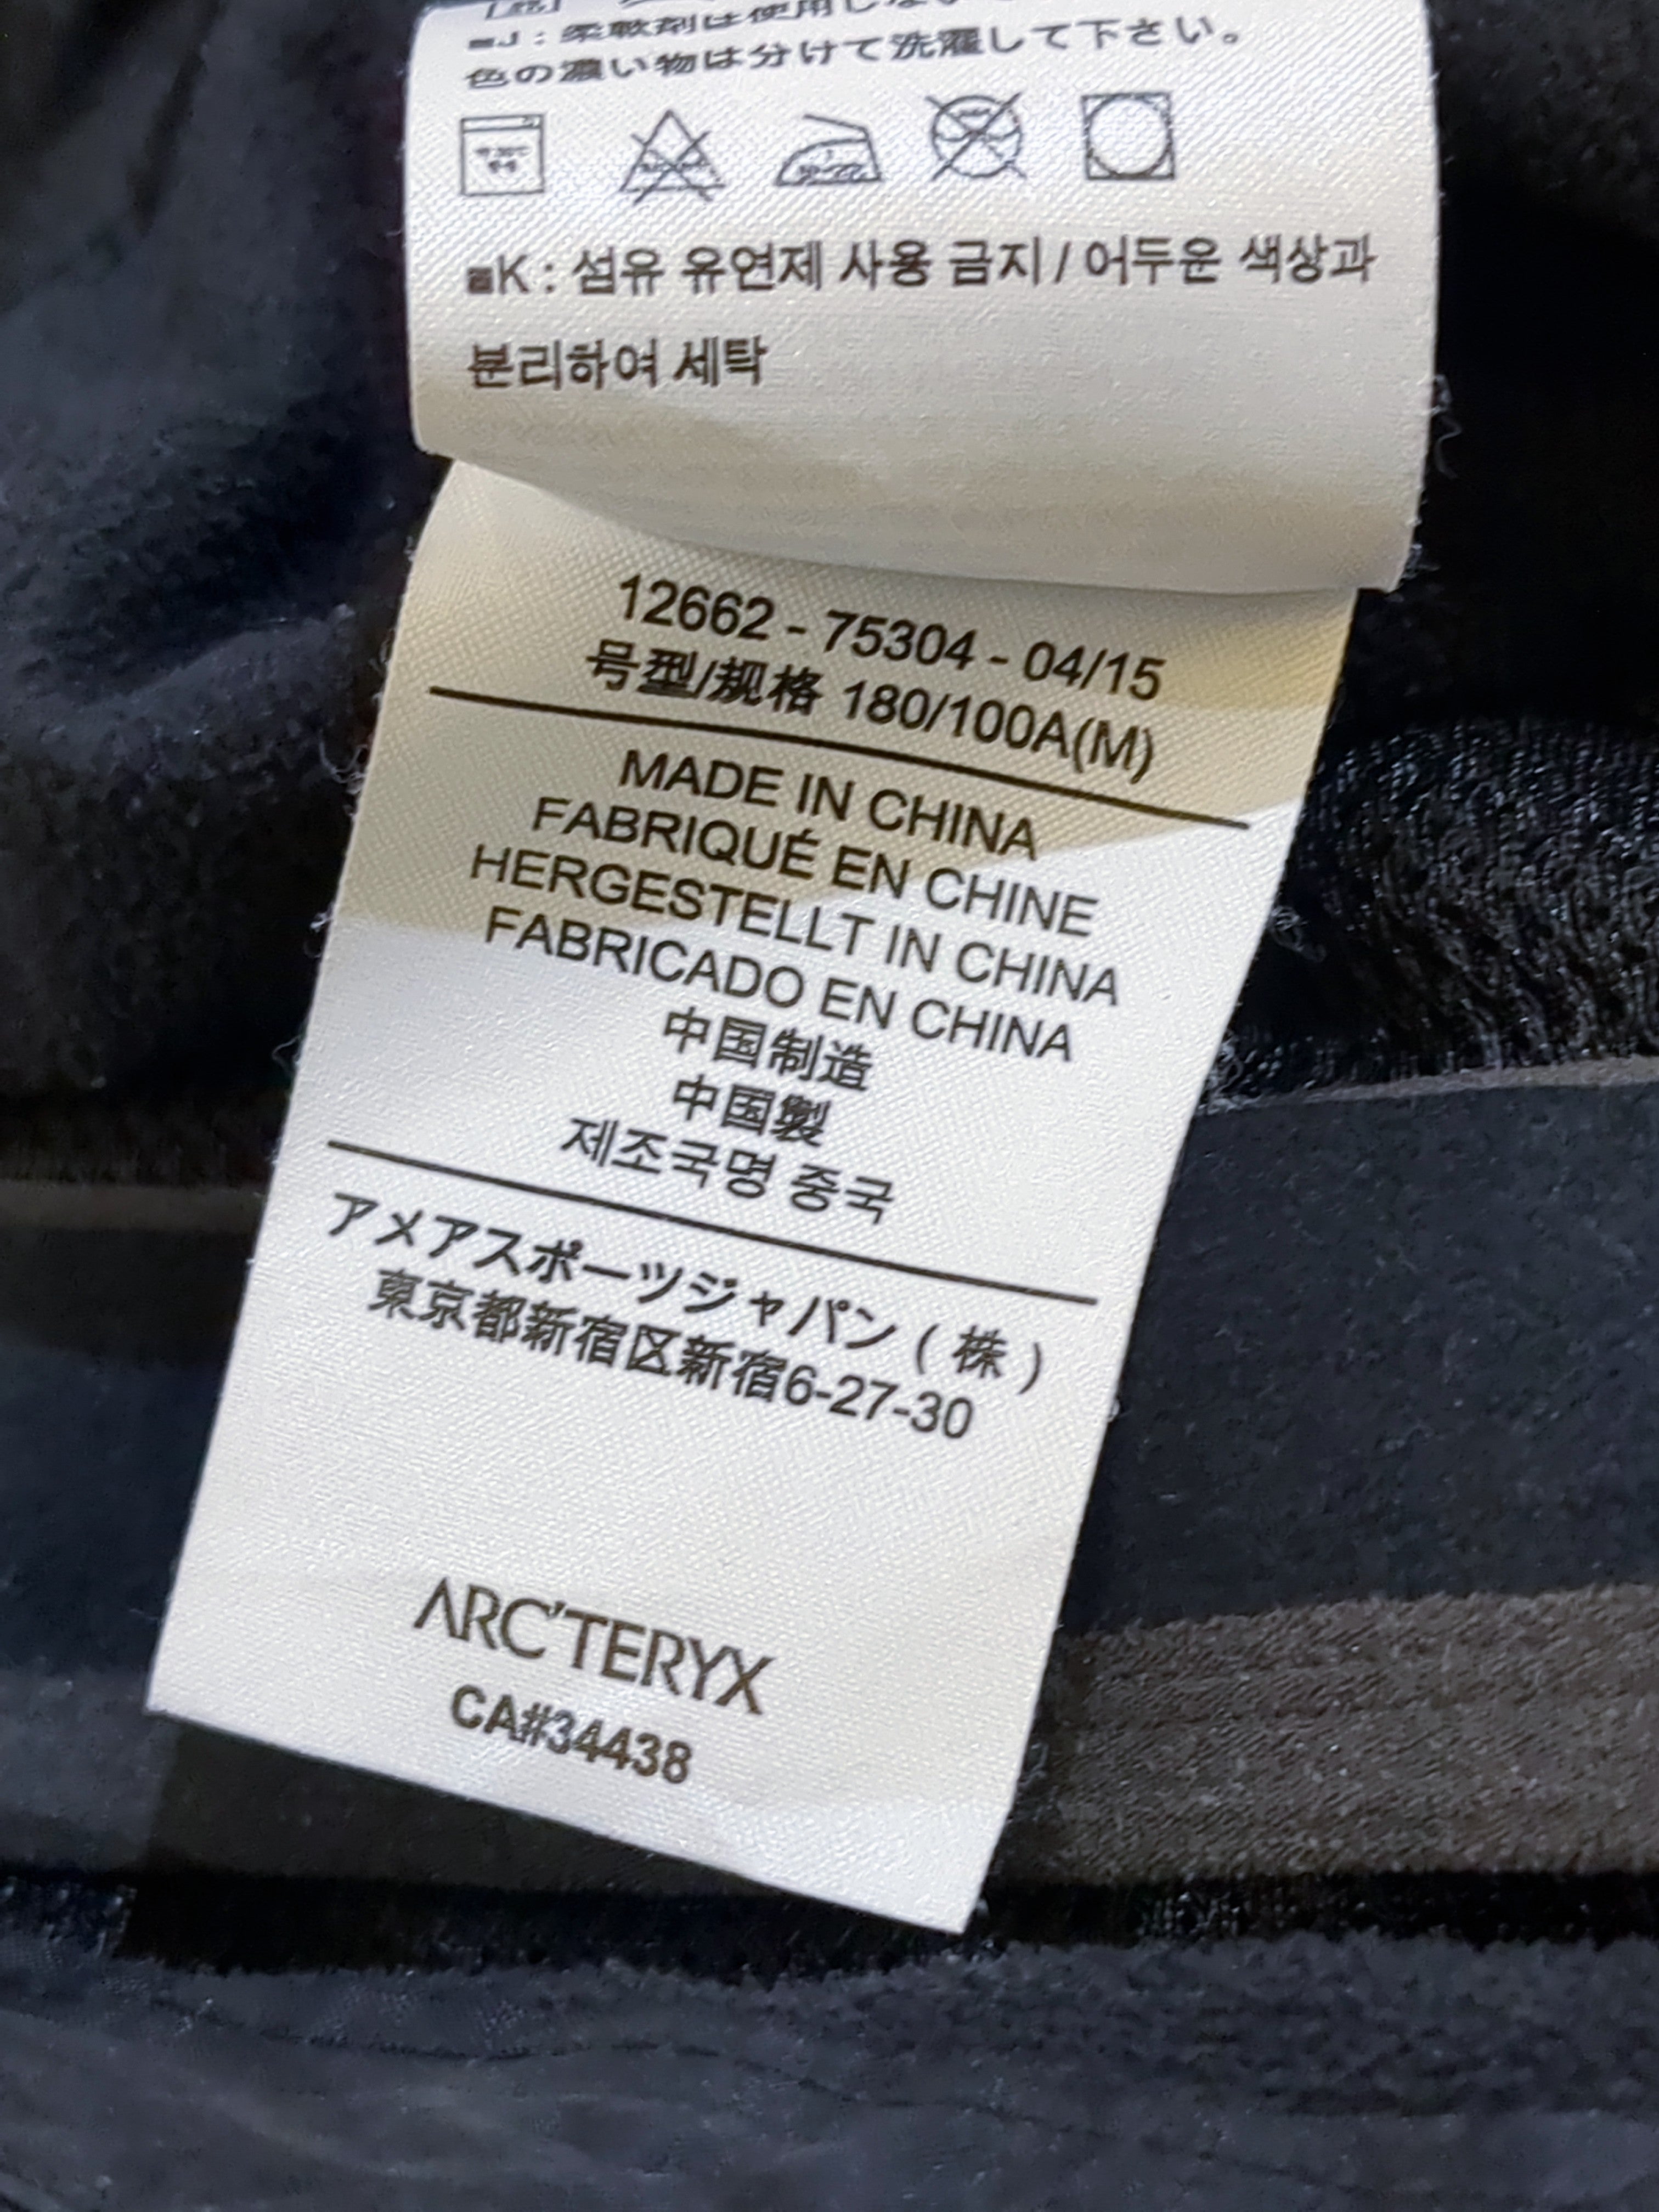 ■J : 柔軟剤は使用しない
色の濃い物は分けて洗濯して下さい。
■K : 섬유 유연제 사용 금지 / 어두운 색상과
분리하여 세탁
12662 - 75304 - 04/15
号型/规格 180/100A(M)
MADE IN CHINA
FABRIQUÉ EN CHINE
HERGESTELLT IN CHINA
FABRICADO EN CHINA
中国制造
中国製
제조국명 중국
アメアスポーツジャパン ( 株 )
東京都新宿区新宿6-27-30
ARC'TERYX
CA#34438